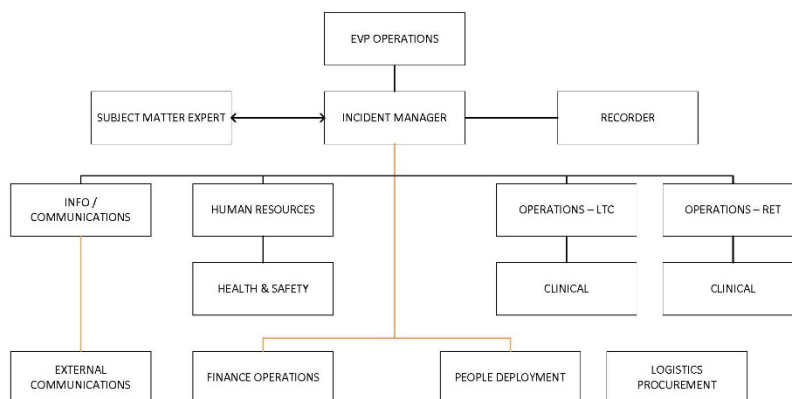 EVP OPERATIONS
SUBJECT MATTER EXPERT
INCIDENT MANAGER
RECORDER
INFO /
COMMUNICATIONS
HUMAN RESOURCES
OPERATIONS – LTC
OPERATIONS – RET
HEALTH & SAFETY
CLINICAL
CLINICAL
EXTERNAL
COMMUNICATIONS
FINANCE OPERATIONS
PEOPLE DEPLOYMENT
LOGISTICS
PROCUREMENT